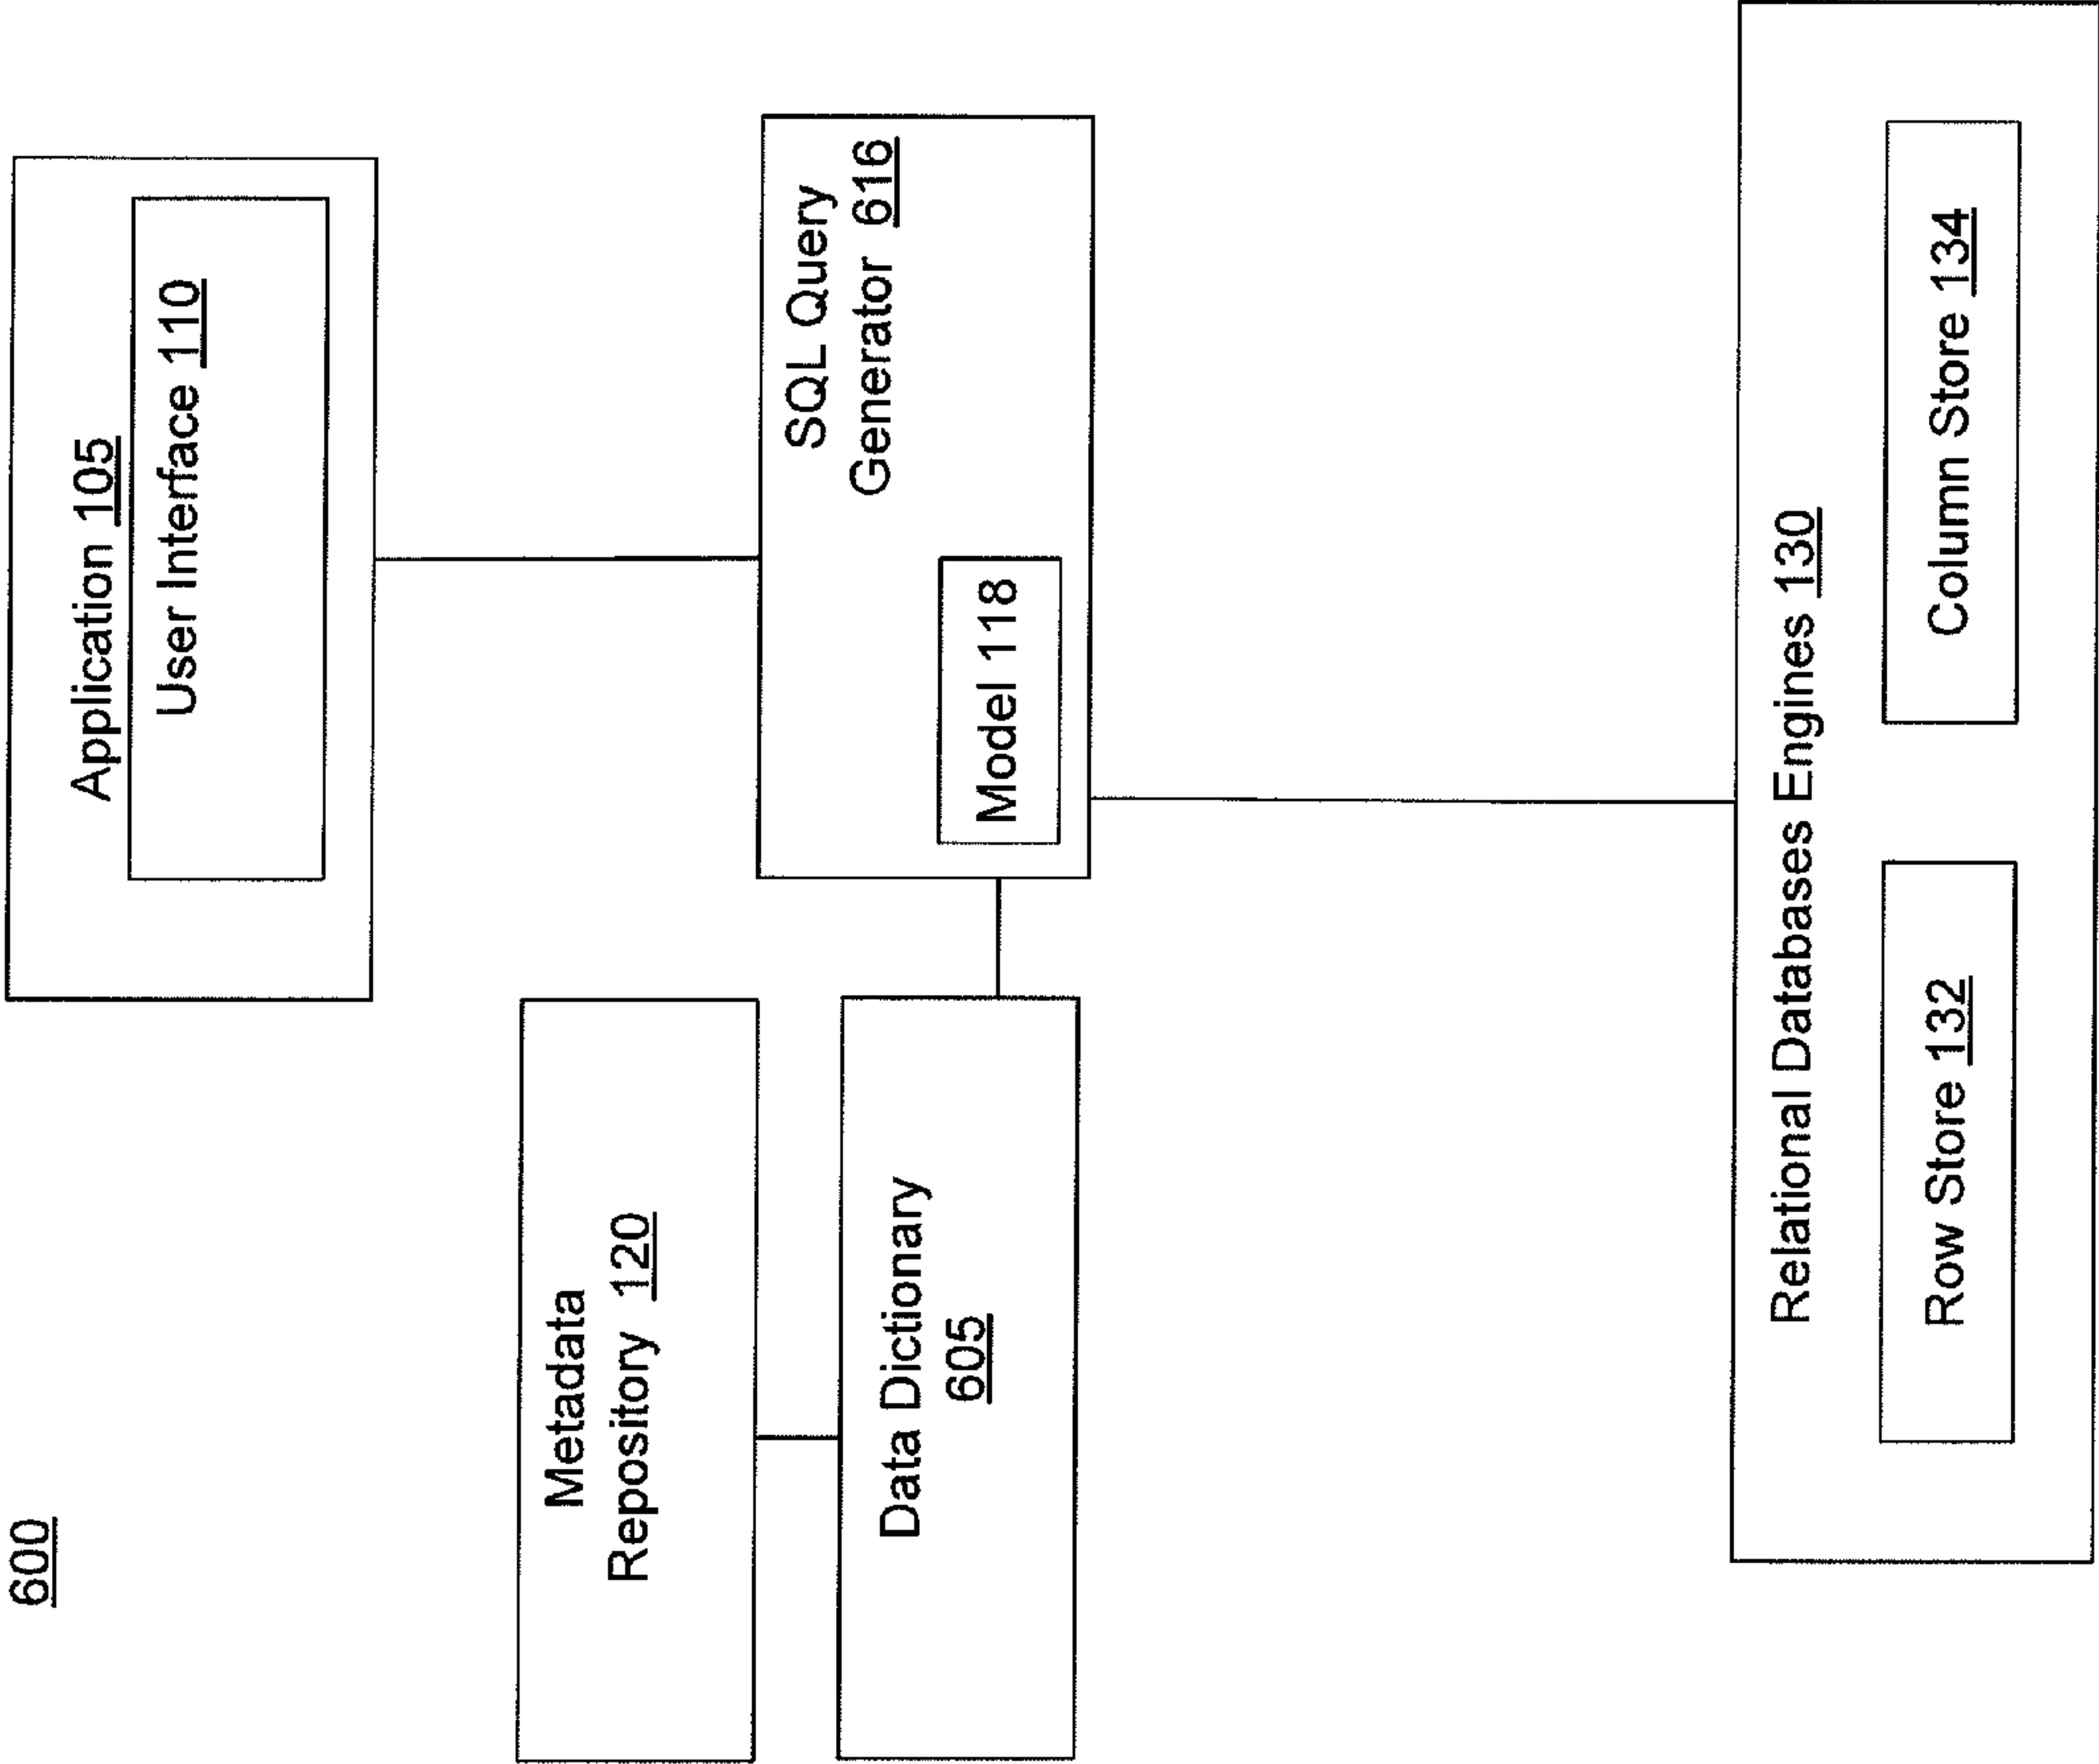 600
Application 105
User Interface 110
Metadata
Repository 120
Data Dictionary
605
SQL Query
Generator 616
Model 118
Relational Databases Engines 130
Row Store 132
Column Store 134